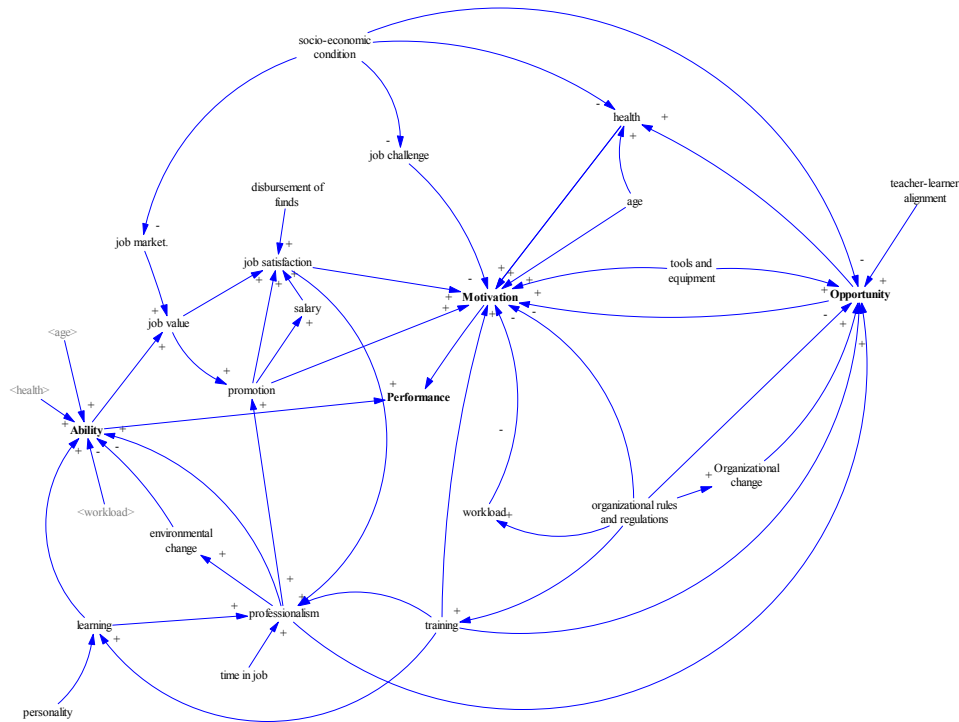 socio-economic
condition
health
job challenge
teacher-learner
alignment
disbursement of
funds
age
job market.
job satisfaction
tools and
equipment
Motivation
Opportunity
salary
job value
<age>
promotion
Performance
<health>
Ability
Organizational
change
<workload>
workload
organizational rules
and regulations
environmental
change
learning
professionalism
training
time in job
personality